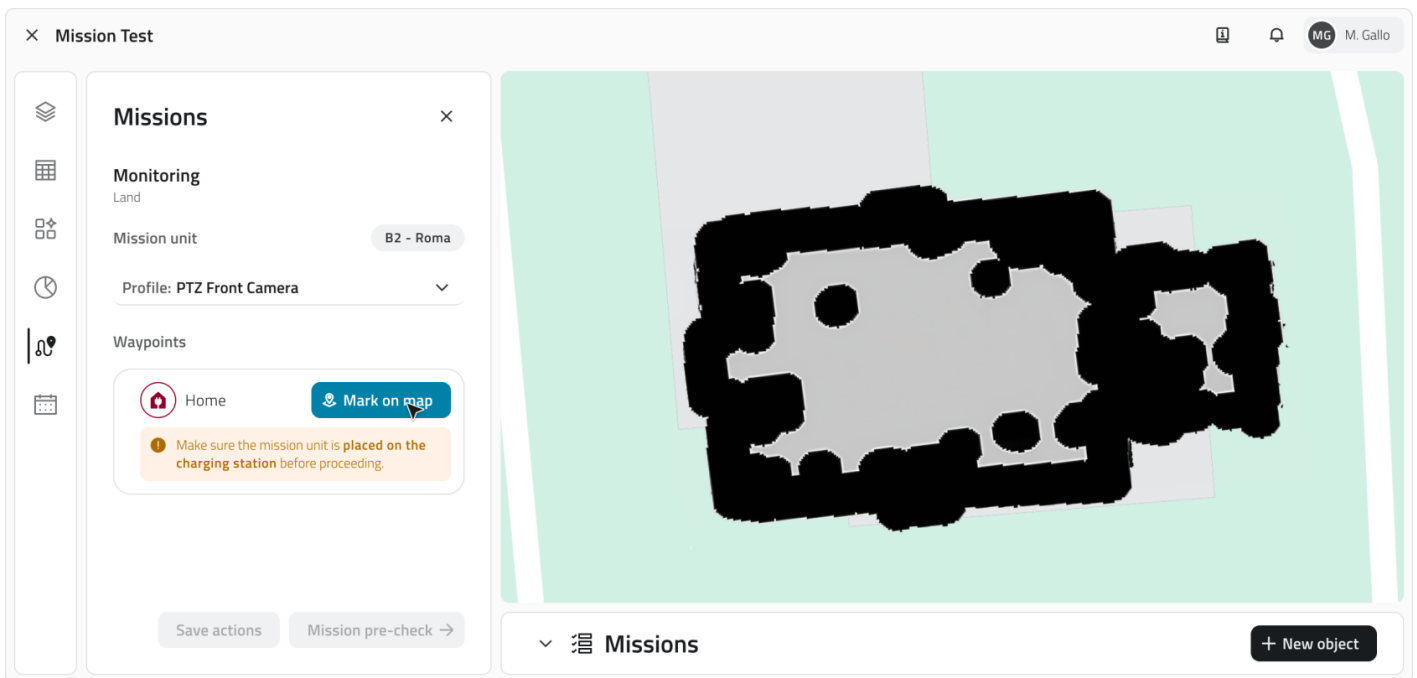 Mission Test
MG
M. Gallo
Missions
Monitoring
Land
Mission unit
B2 - Roma
Profile: PTZ Front Camera
Waypoints
Home
Mark on map
Make sure the mission unit is placed on the
charging station before proceeding.
Save actions
Mission pre-check →
Missions
+ New object